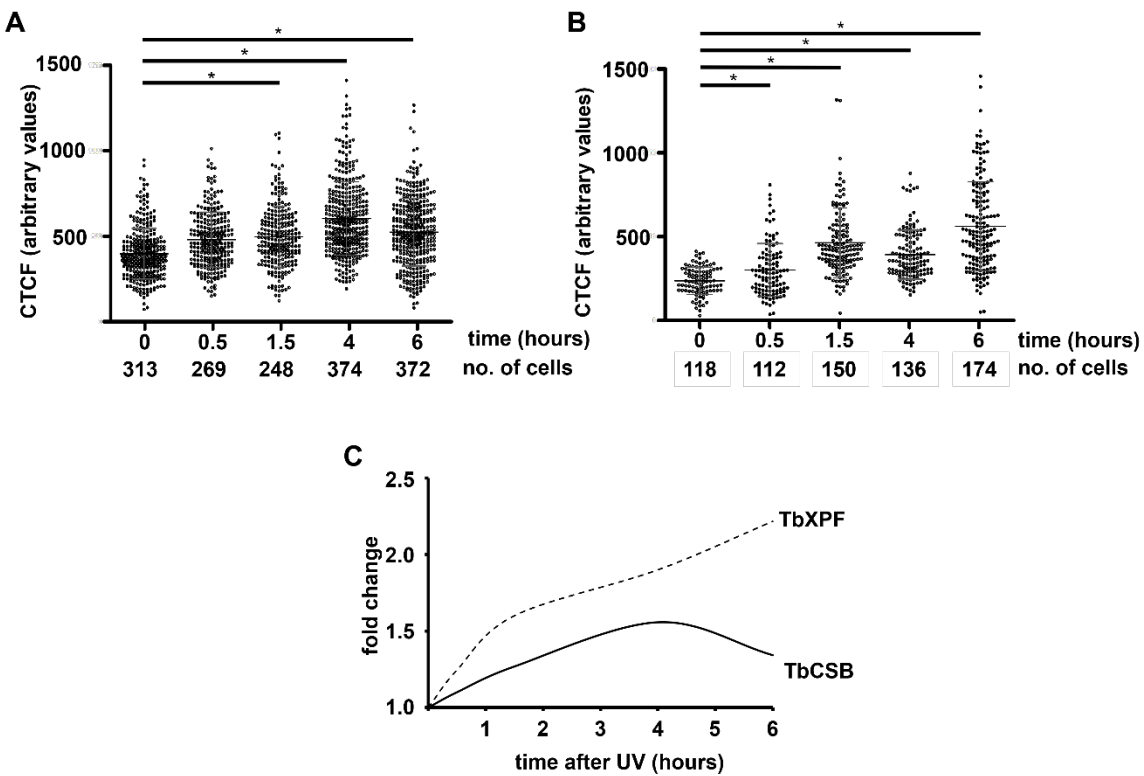 A
B
* * *
* * * *
CTCF (arbitrary values)
1500
1000
500
0 0.5 1.5 4 6 time (hours)
313 269 248 374 372 no. of cells
CTCF (arbitrary values)
1500
1000
500
0 0.5 1.5 4 6 time (hours)
118 112 150 136 174 no. of cells
C
fold change
2.5
2.0
1.5
1.0
TbXPF
TbCSB
1 2 3 4 5 6
time after UV (hours)